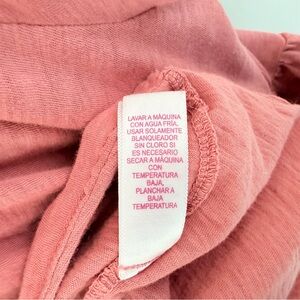 LAVAR A MÁQUINA
CON AGUA FRÍA.
USAR SOLAMENTE
BLANQUEADOR
SIN CLORO SI
ES NECESARIO
SECAR A MÁQUINA
CON
TEMPERATURA
BAJA,
PLANCHAR A
BAJA
TEMPERATURA